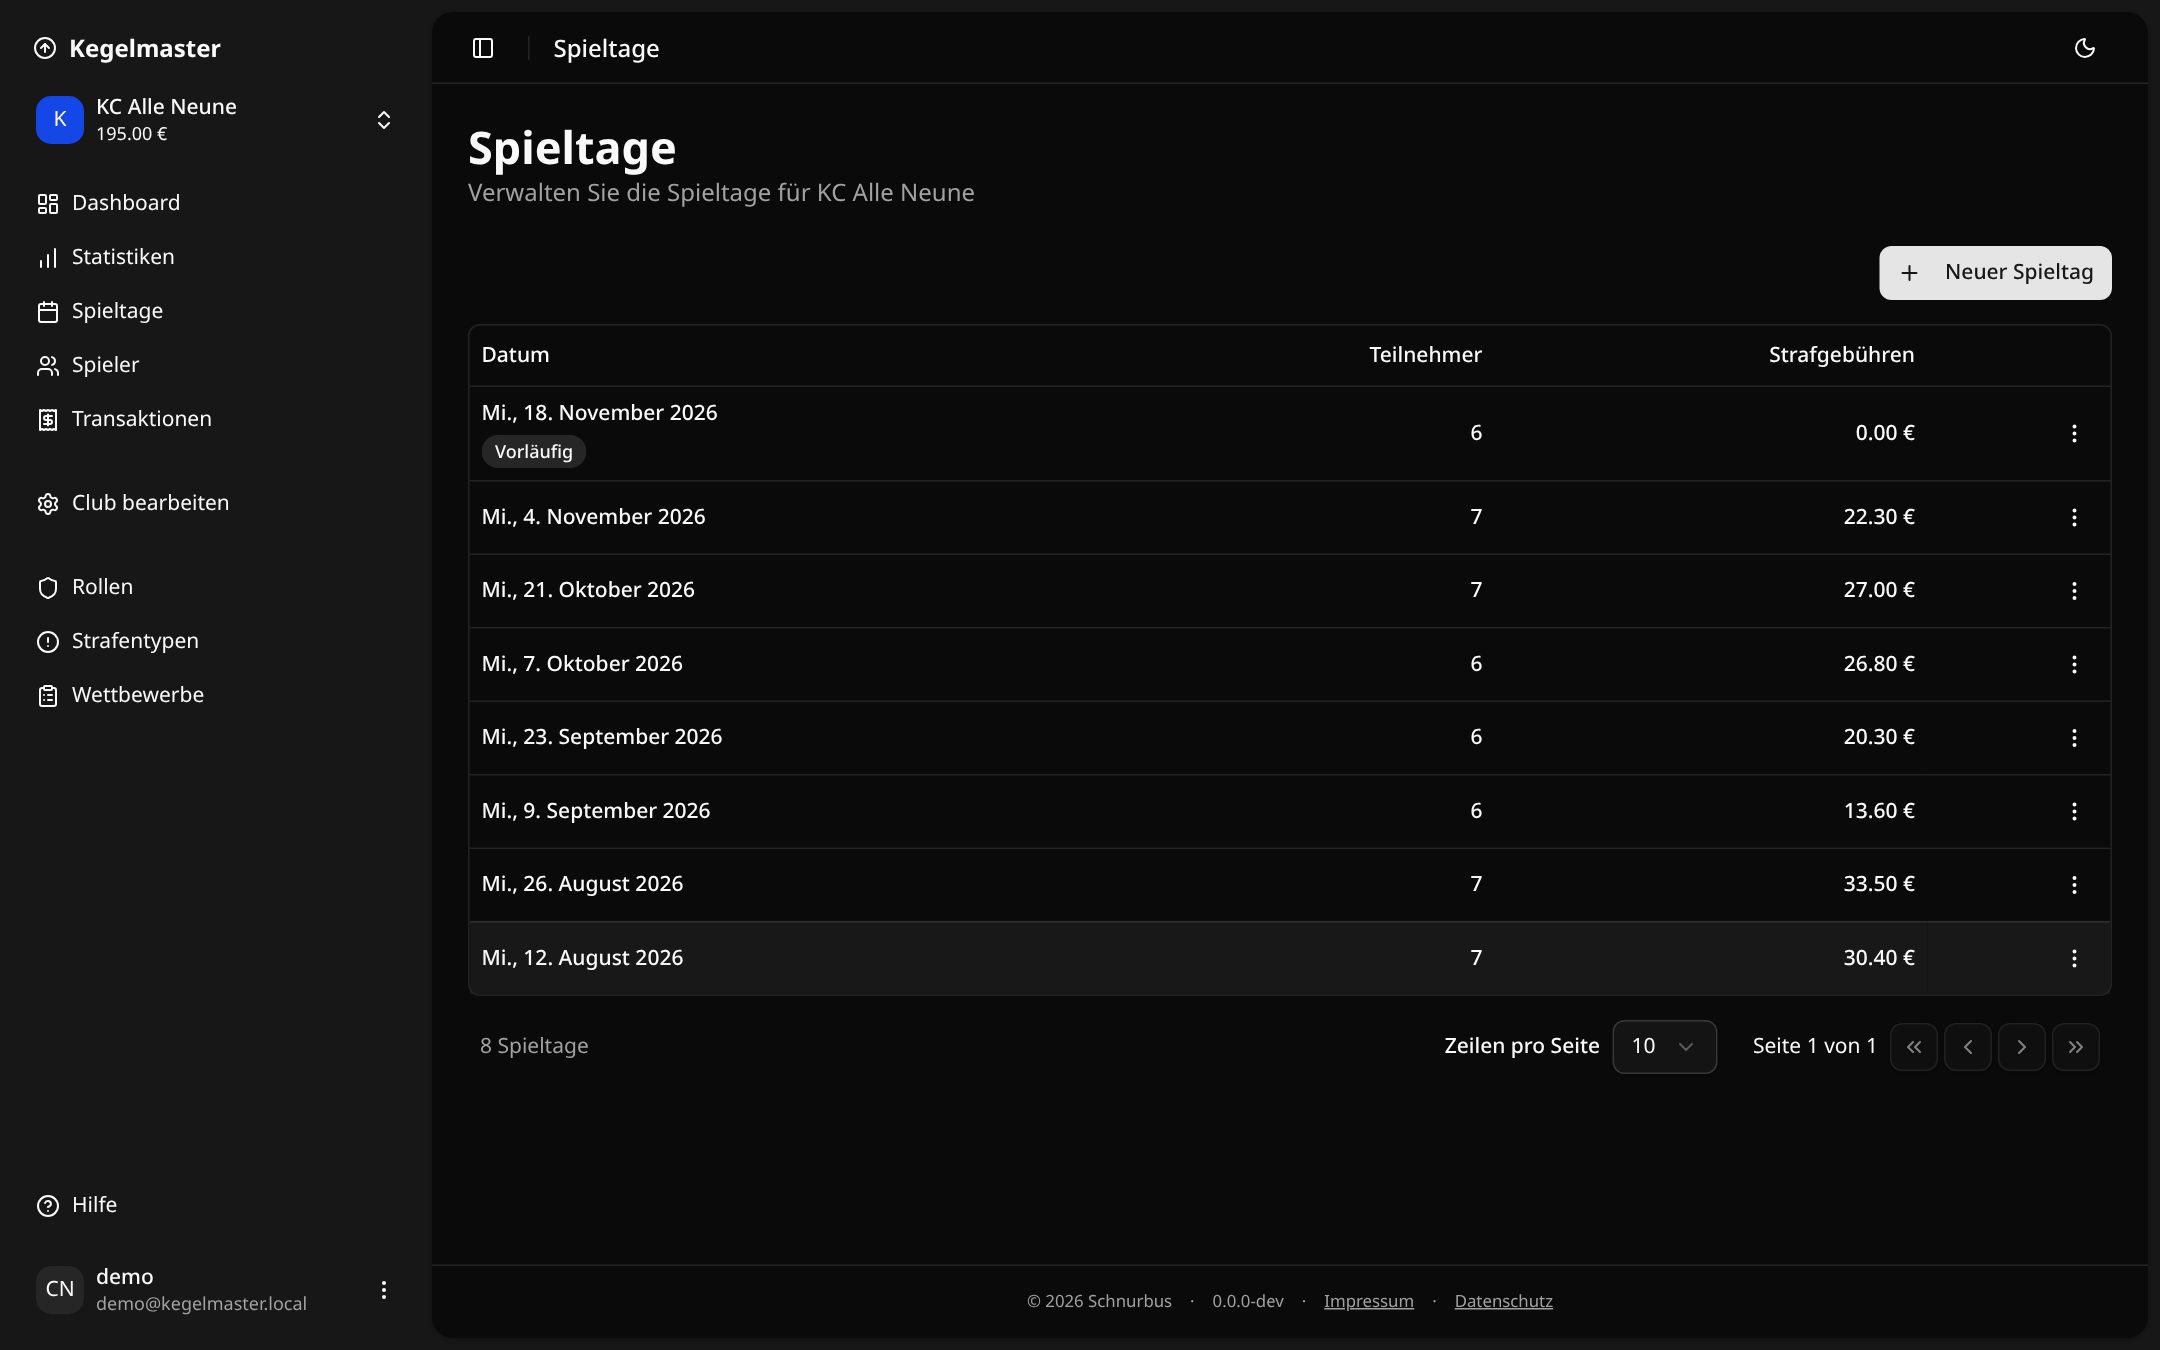 Kegelmaster
K
KC Alle Neune
195.00 €
Dashboard
Statistiken
Spieltage
Spieler
Transaktionen
Club bearbeiten
Rollen
Strafentypen
Wettbewerbe
Hilfe
CN
demo
demo@kegelmaster.local
Spieltage
Spieltage
Verwalten Sie die Spieltage für KC Alle Neune
Neuer Spieltag
Datum Teilnehmer Strafgebühren
Mi., 18. November 2026 6 0.00 €
Vorläufig
Mi., 4. November 2026 7 22.30 €
Mi., 21. Oktober 2026 7 27.00 €
Mi., 7. Oktober 2026 6 26.80 €
Mi., 23. September 2026 6 20.30 €
Mi., 9. September 2026 6 13.60 €
Mi., 26. August 2026 7 33.50 €
Mi., 12. August 2026 7 30.40 €
8 Spieltage Zeilen pro Seite 10 Seite 1 von 1
© 2026 Schnurbus · 0.0.0-dev · Impressum · Datenschutz